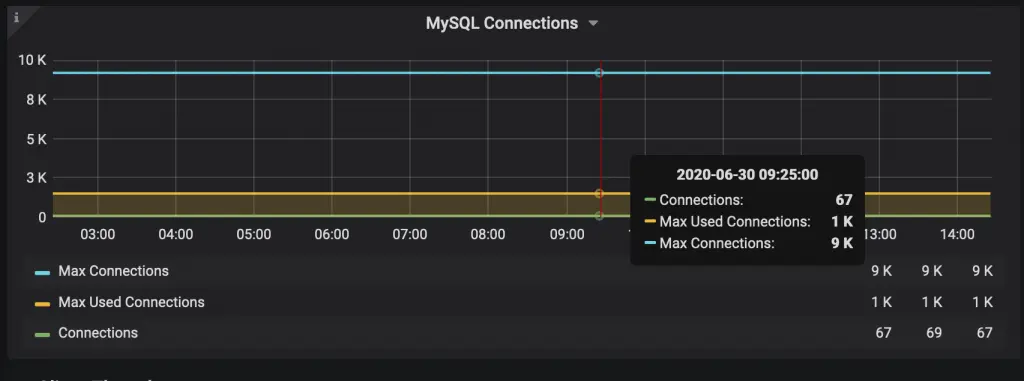 i
MySQL Connections
10 K
8 K
5 K
3 K
0
03:00 04:00 05:00 06:00 07:00 08:00 09:00 13:00 14:00
2020-06-30 09:25:00
Connections: 67
Max Used Connections: 1 K
Max Connections: 9 K
Max Connections 9 K 9 K 9 K
Max Used Connections 1 K 1 K 1 K
Connections 67 69 67